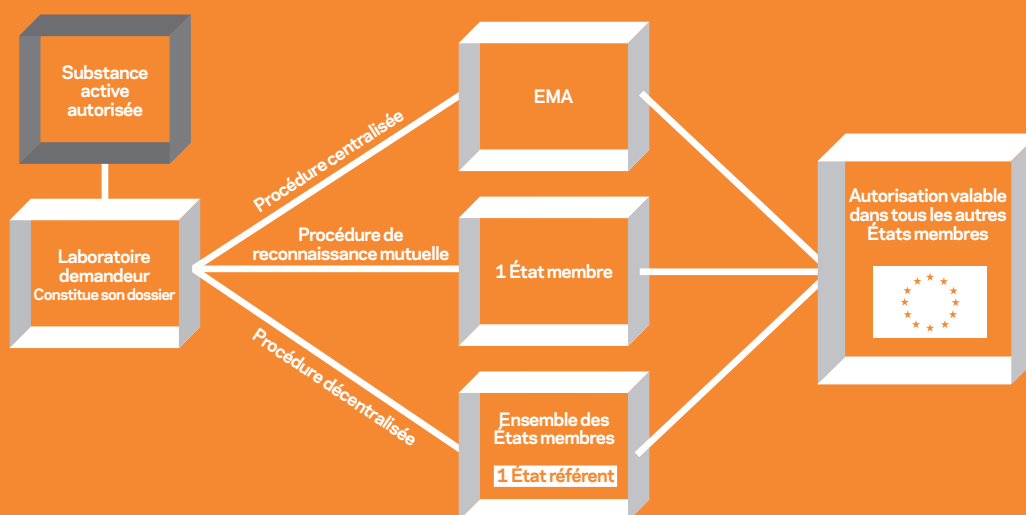 Substance
active
autorisée
Laboratoire
demandeur
Constitue son dossier
Procédure centralisée
Procédure de
reconnaissance mutuelle
Procédure décentralisée
EMA
1 État membre
Ensemble des
États membres
1 État référent
Autorisation valable
dans tous les autres
États membres